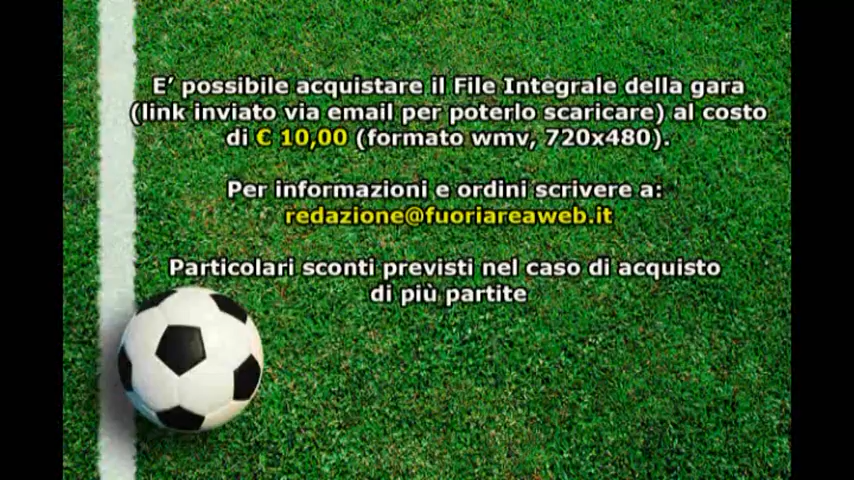 E’ possibile acquistare il File Integrale della gara
(link inviato via email per poterlo scaricare) al costo
di € 10,00 (formato wmv, 720x480).
Per informazioni e ordini scrivere a:
redazione@fuoriareaweb.it
Particolari sconti previsti nel caso di acquisto
di più partite